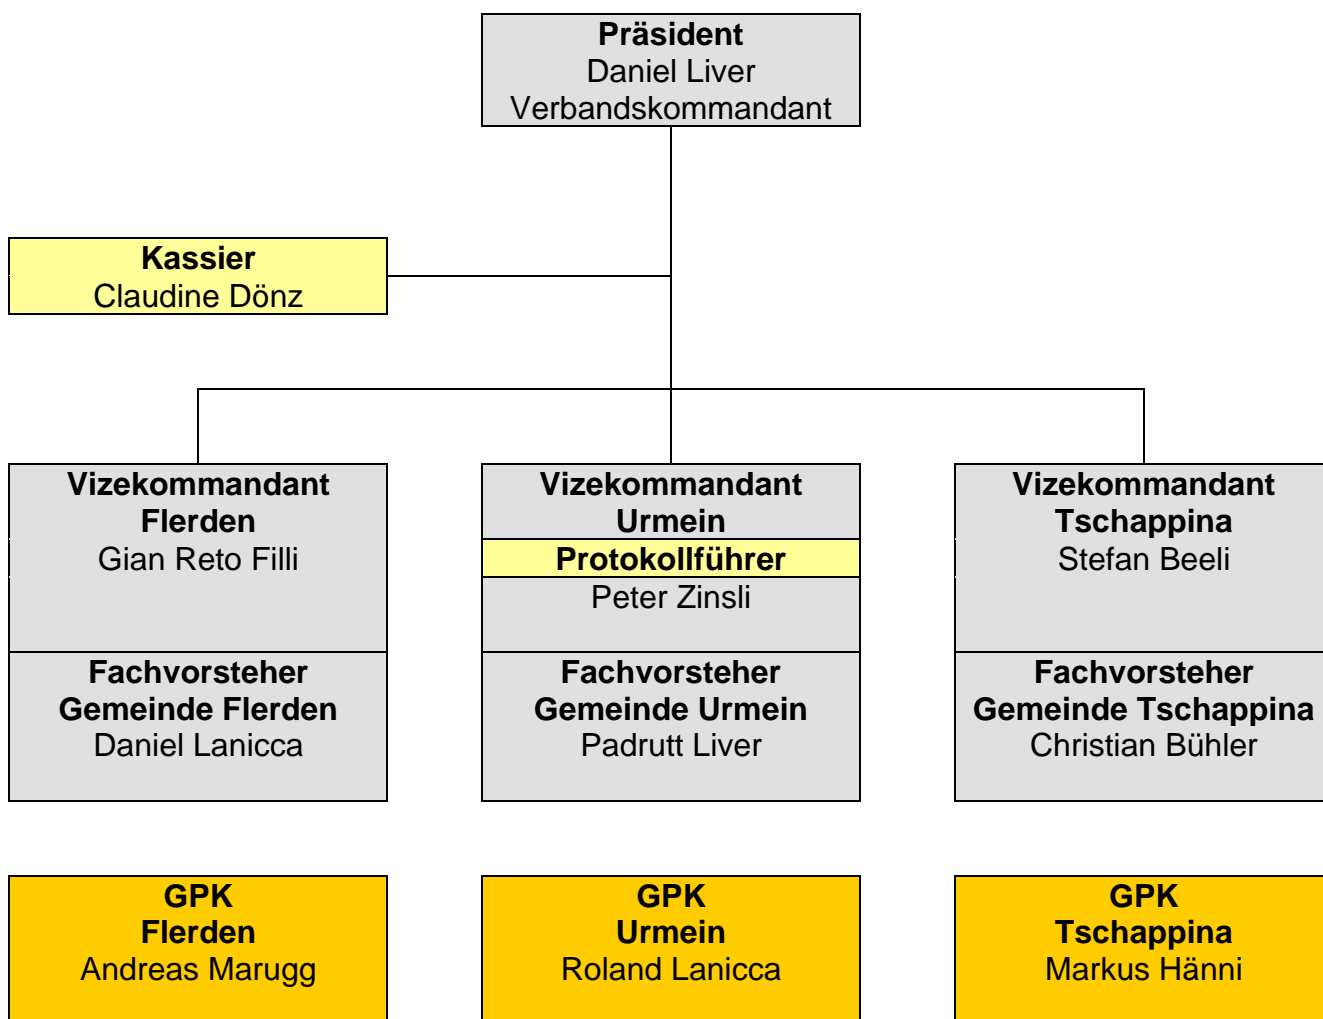 Präsident
Daniel Liver
Verbandskommandant
Kassier
Claudine Dönz
Vizekommandant
Flerden
Gian Reto Filli
Vizekommandant
Urmein
Protokollführer
Peter Zinsli
Vizekommandant
Tschappina
Stefan Beeli
Fachvorsteher
Gemeinde Flerden
Daniel Lanicca
Fachvorsteher
Gemeinde Urmein
Padrutt Liver
Fachvorsteher
Gemeinde Tschappina
Christian Bühler
GPK
Flerden
Andreas Marugg
GPK
Urmein
Roland Lanicca
GPK
Tschappina
Markus Hänni